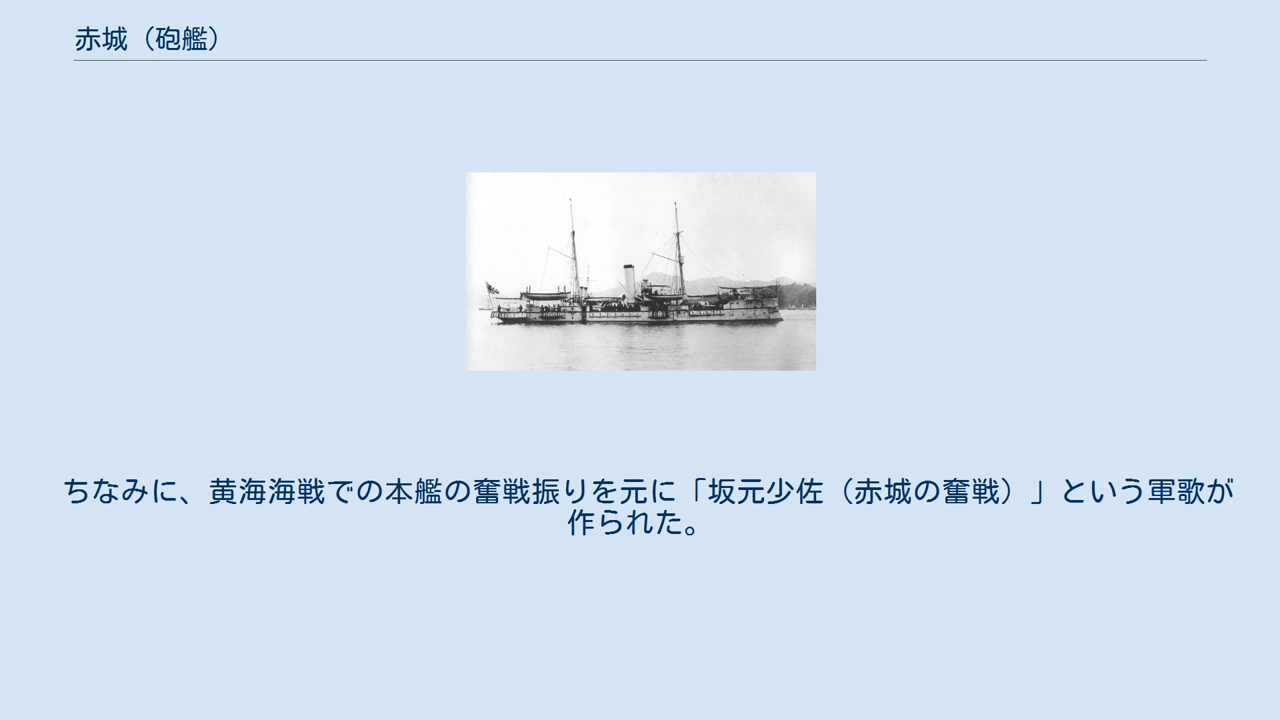 赤城（砲艦）
ちなみに、黄海海戦での本艦の奮戦振りを元に「坂元少佐（赤城の奮戦）」という軍歌が
作られた。